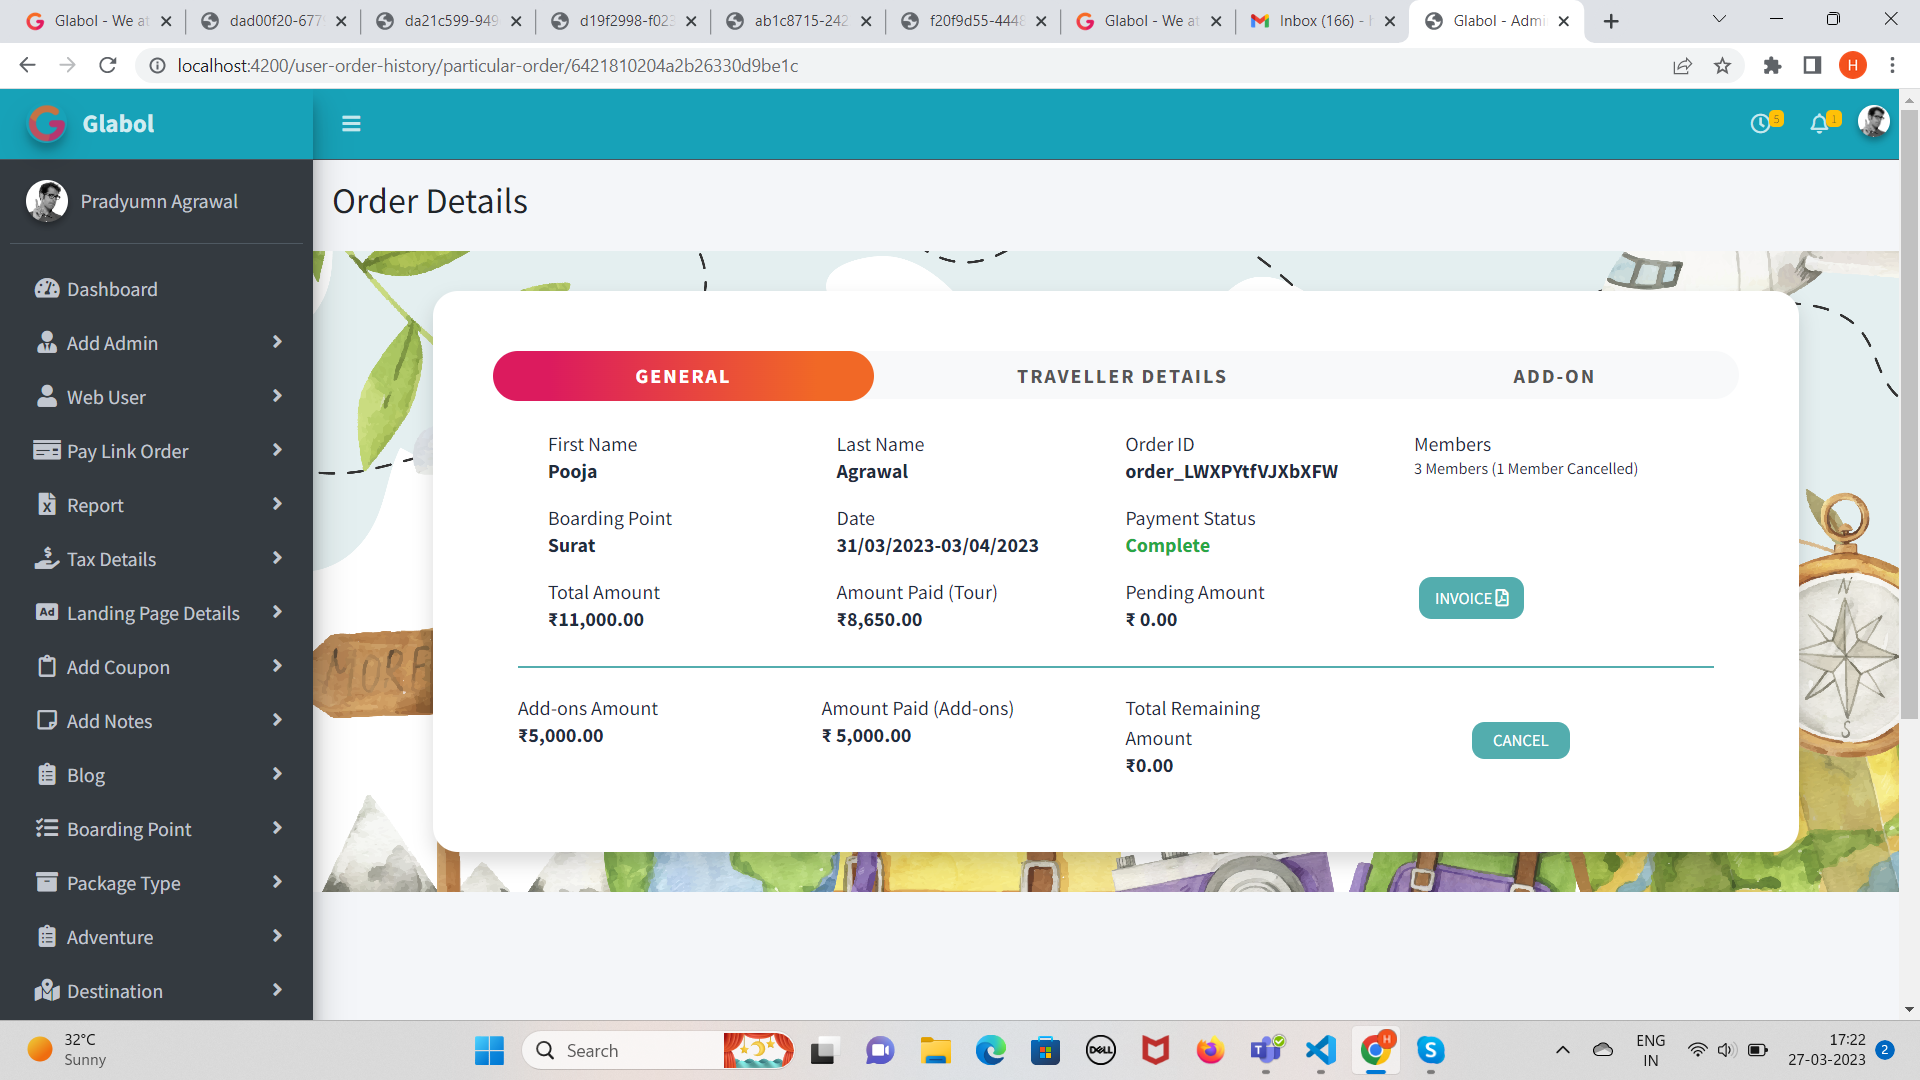 Glabol - We at
dad00f20-677
da21c599-949
d19f2998-f023
ab1c8715-242
f20f9d55-4448
Glabol - We at
Inbox (166) -
Glabol - Admi
localhost:4200/user-order-history/particular-order/6421810204a2b26330d9be1c
H
Glabol
5
1
Pradyumn Agrawal
Order Details
Dashboard
Add Admin
Web User
Pay Link Order
Report
Tax Details
Ad Landing Page Details
Add Coupon
Add Notes
Blog
Boarding Point
Package Type
Adventure
Destination
GENERAL
TRAVELLER DETAILS
ADD-ON
First Name
Pooja
Last Name
Agrawal
Order ID
order_LWXPYtfVJXbXFW
Members
3 Members (1 Member Cancelled)
Boarding Point
Surat
Date
31/03/2023-03/04/2023
Payment Status
Complete
Total Amount
₹11,000.00
Amount Paid (Tour)
₹8,650.00
Pending Amount
₹ 0.00
INVOICE
Add-ons Amount
₹5,000.00
Amount Paid (Add-ons)
₹ 5,000.00
Total Remaining
Amount
₹0.00
CANCEL
MORE
N
S
32°C
Sunny
Search
DELL
H
ENG
IN
17:22
27-03-2023
2